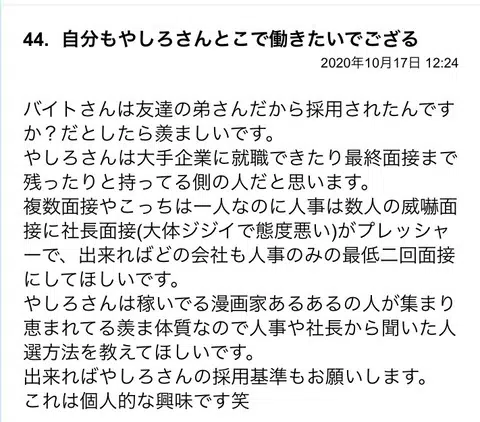 44. 自分もやしろさんとこで働きたいでござる
2020年10月17日 12:24
バイトさんは友達の弟さんだから採用されたんです
か？だとしたら羨ましいです。
やしろさんは大手企業に就職できたり最終面接まで
残ったりと持ってる側の人だと思います。
複数面接やこっちは一人なのに人事は数人の威嚇面
接に社長面接(大体ジジイで態度悪い)がプレッシャ
ーで、出来ればどの会社も人事のみの最低二回面接
にしてほしいです。
やしろさんは稼いでる漫画家あるあるの人が集まり
恵まれてる羨ま体質なので人事や社長から聞いた人
選方法を教えてほしいです。
出来ればやしろさんの採用基準もお願いします。
これは個人的な興味です笑